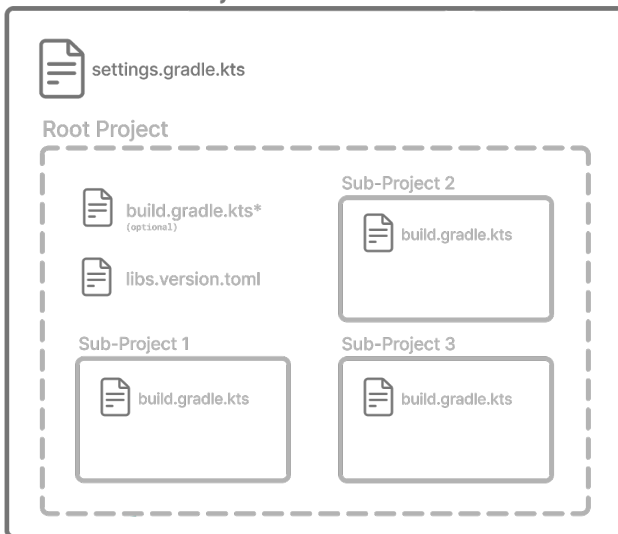 settings.gradle.kts
Root Project
build.gradle.kts*
(optional)
libs.version.toml
Sub-Project 2
build.gradle.kts
Sub-Project 1
build.gradle.kts
Sub-Project 3
build.gradle.kts